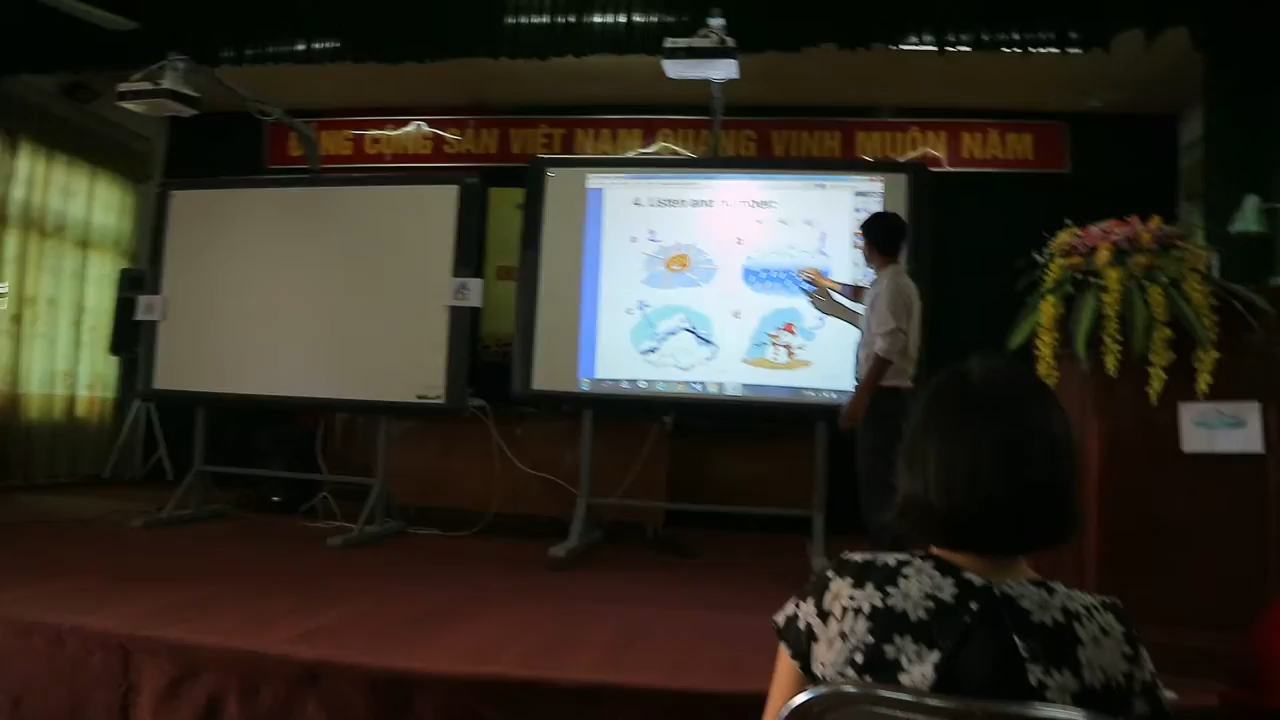 ĐẢNG CỘNG SẢN VIỆT NAM QUANG VINH MUÔN NĂM
4. Listen and number.